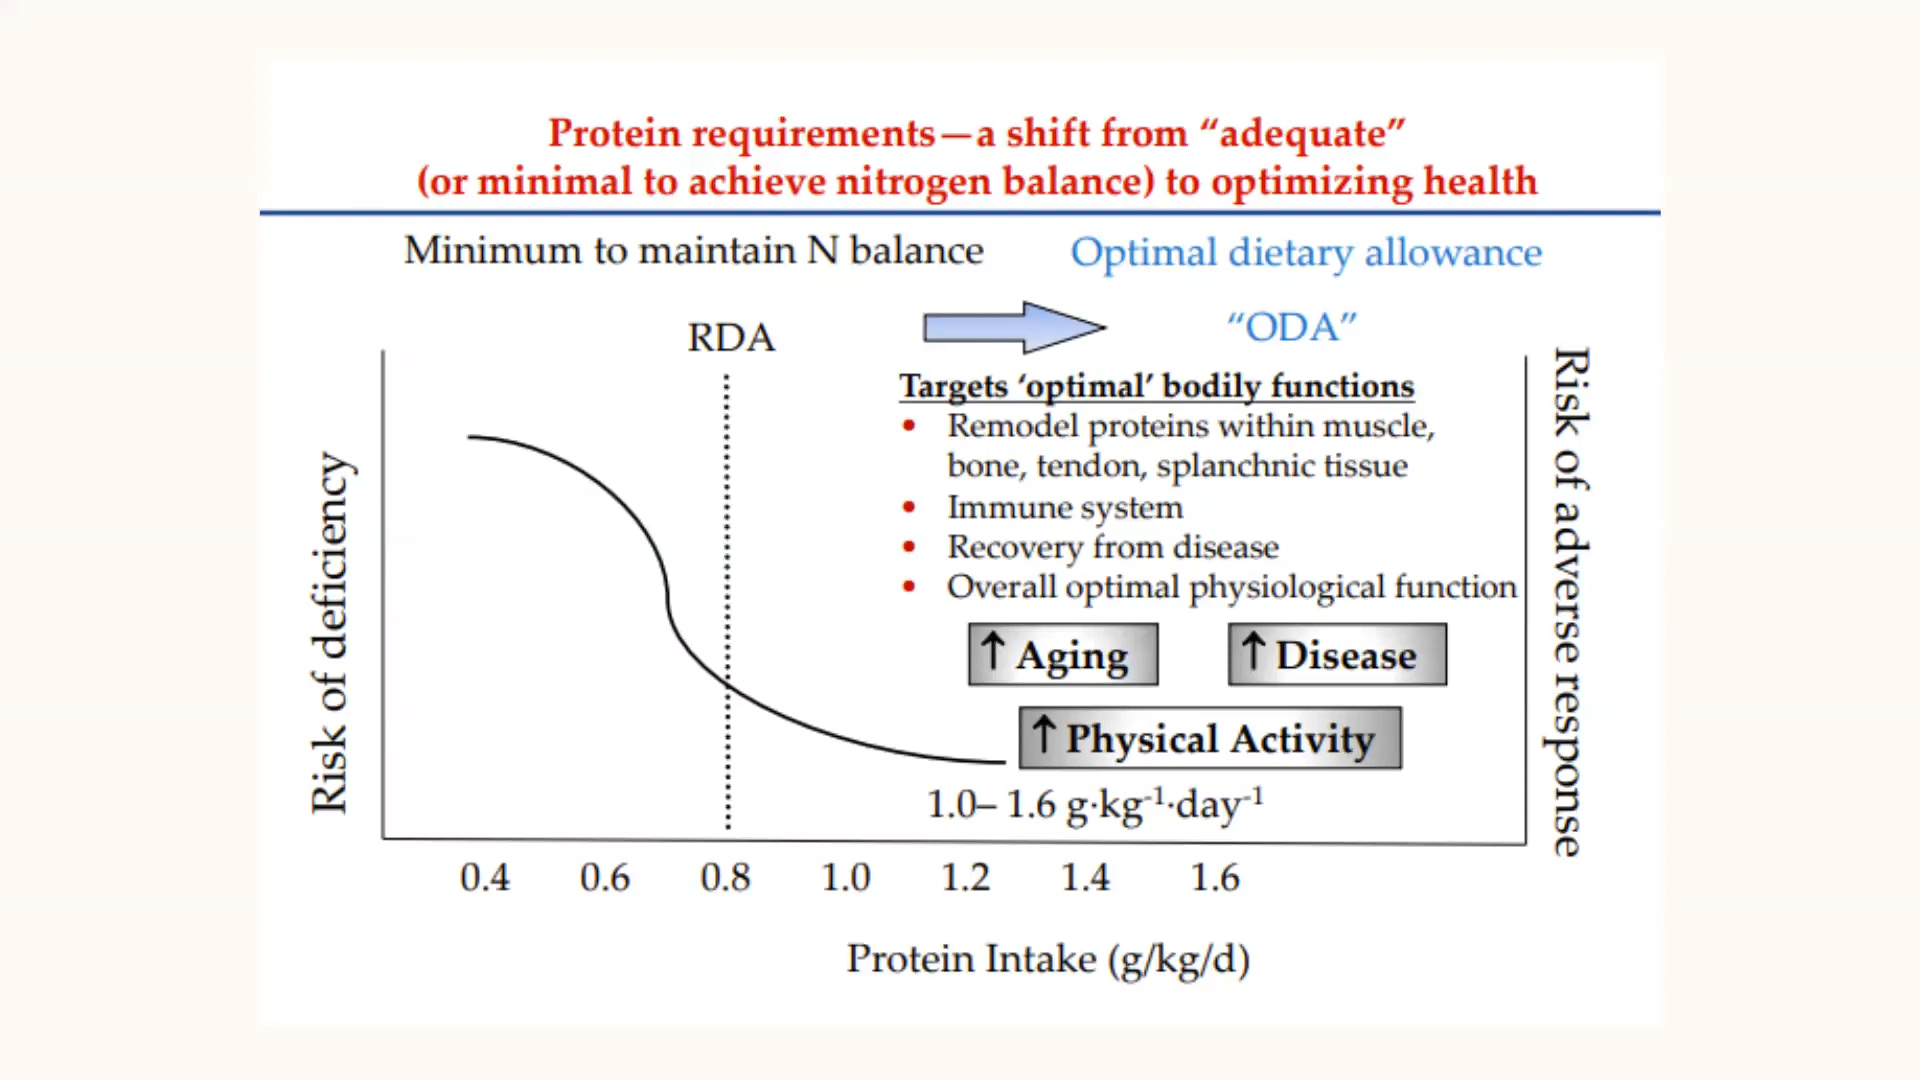 Protein requirements—a shift from “adequate”
(or minimal to achieve nitrogen balance) to optimizing health
Minimum to maintain N balance
Optimal dietary allowance
RDA
“ODA”
Targets ‘optimal’ bodily functions
• Remodel proteins within muscle,
bone, tendon, splanchnic tissue
• Immune system
• Recovery from disease
• Overall optimal physiological function
↑ Aging
↑ Disease
↑ Physical Activity
1.0– 1.6 g·kg⁻¹·day⁻¹
Risk of deficiency
Risk of adverse response
0.4 0.6 0.8 1.0 1.2 1.4 1.6
Protein Intake (g/kg/d)